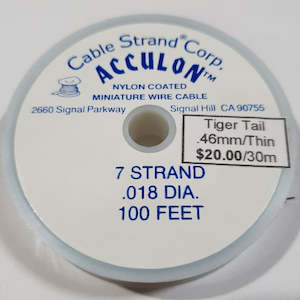 Cable Strand® Corp.
ACCULON™
NYLON COATED
MINIATURE WIRE CABLE
2660 Signal Parkway Signal Hill CA 90755
Tiger Tail
.46mm/Thin
$20.00/30m
7 STRAND
.018 DIA.
100 FEET